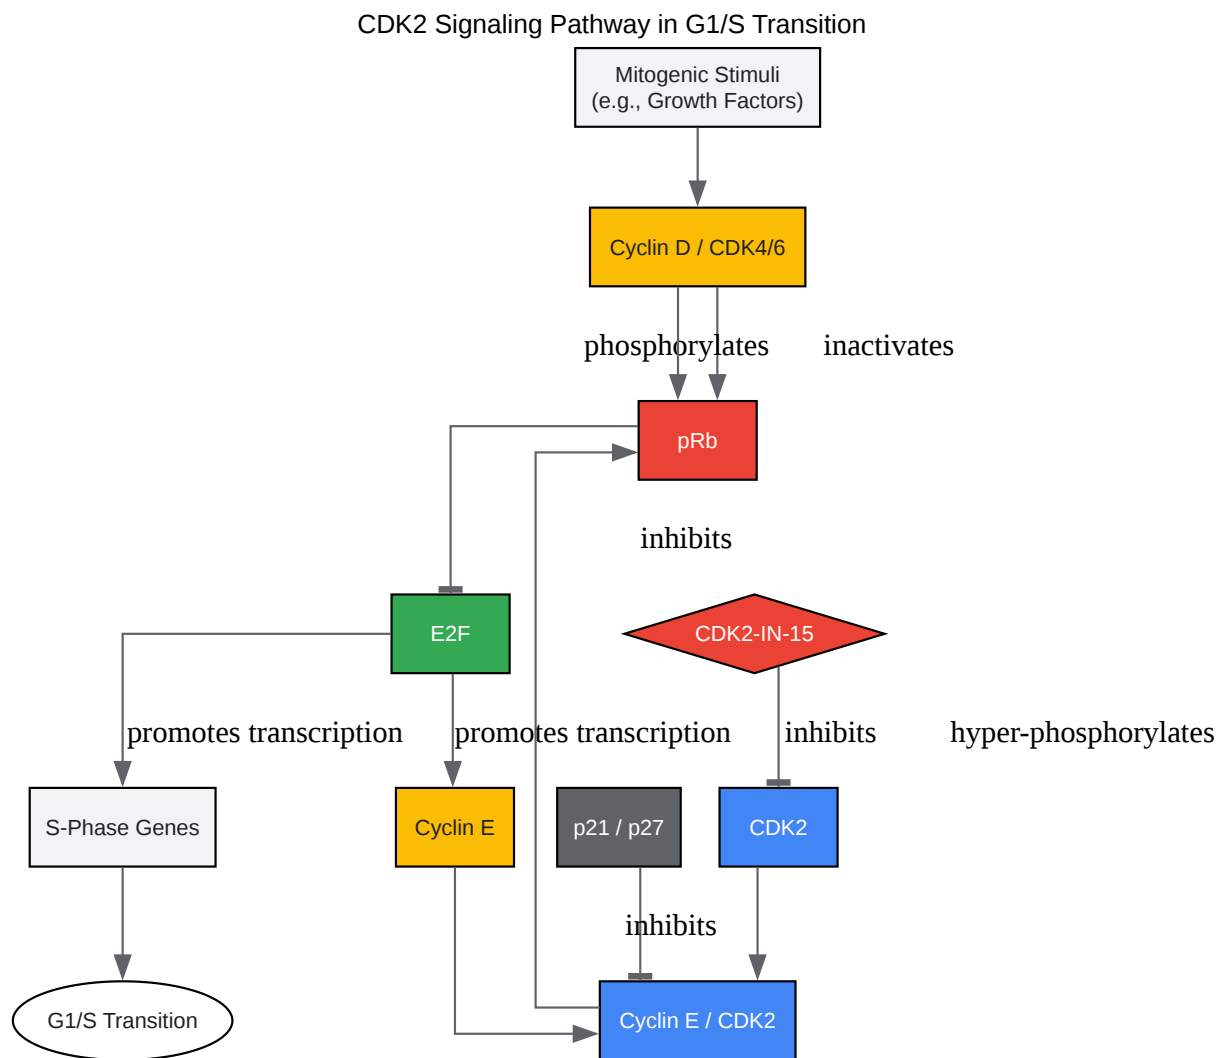 CDK2 Signaling Pathway in G1/S Transition
Mitogenic Stimuli
(e.g., Growth Factors)
Cyclin D / CDK4/6
phosphorylates
inactivates
pRb
inhibits
E2F
CDK2-IN-15
promotes transcription
promotes transcription
inhibits
hyper-phosphorylates
S-Phase Genes
Cyclin E
p21 / p27
CDK2
inhibits
G1/S Transition
Cyclin E / CDK2